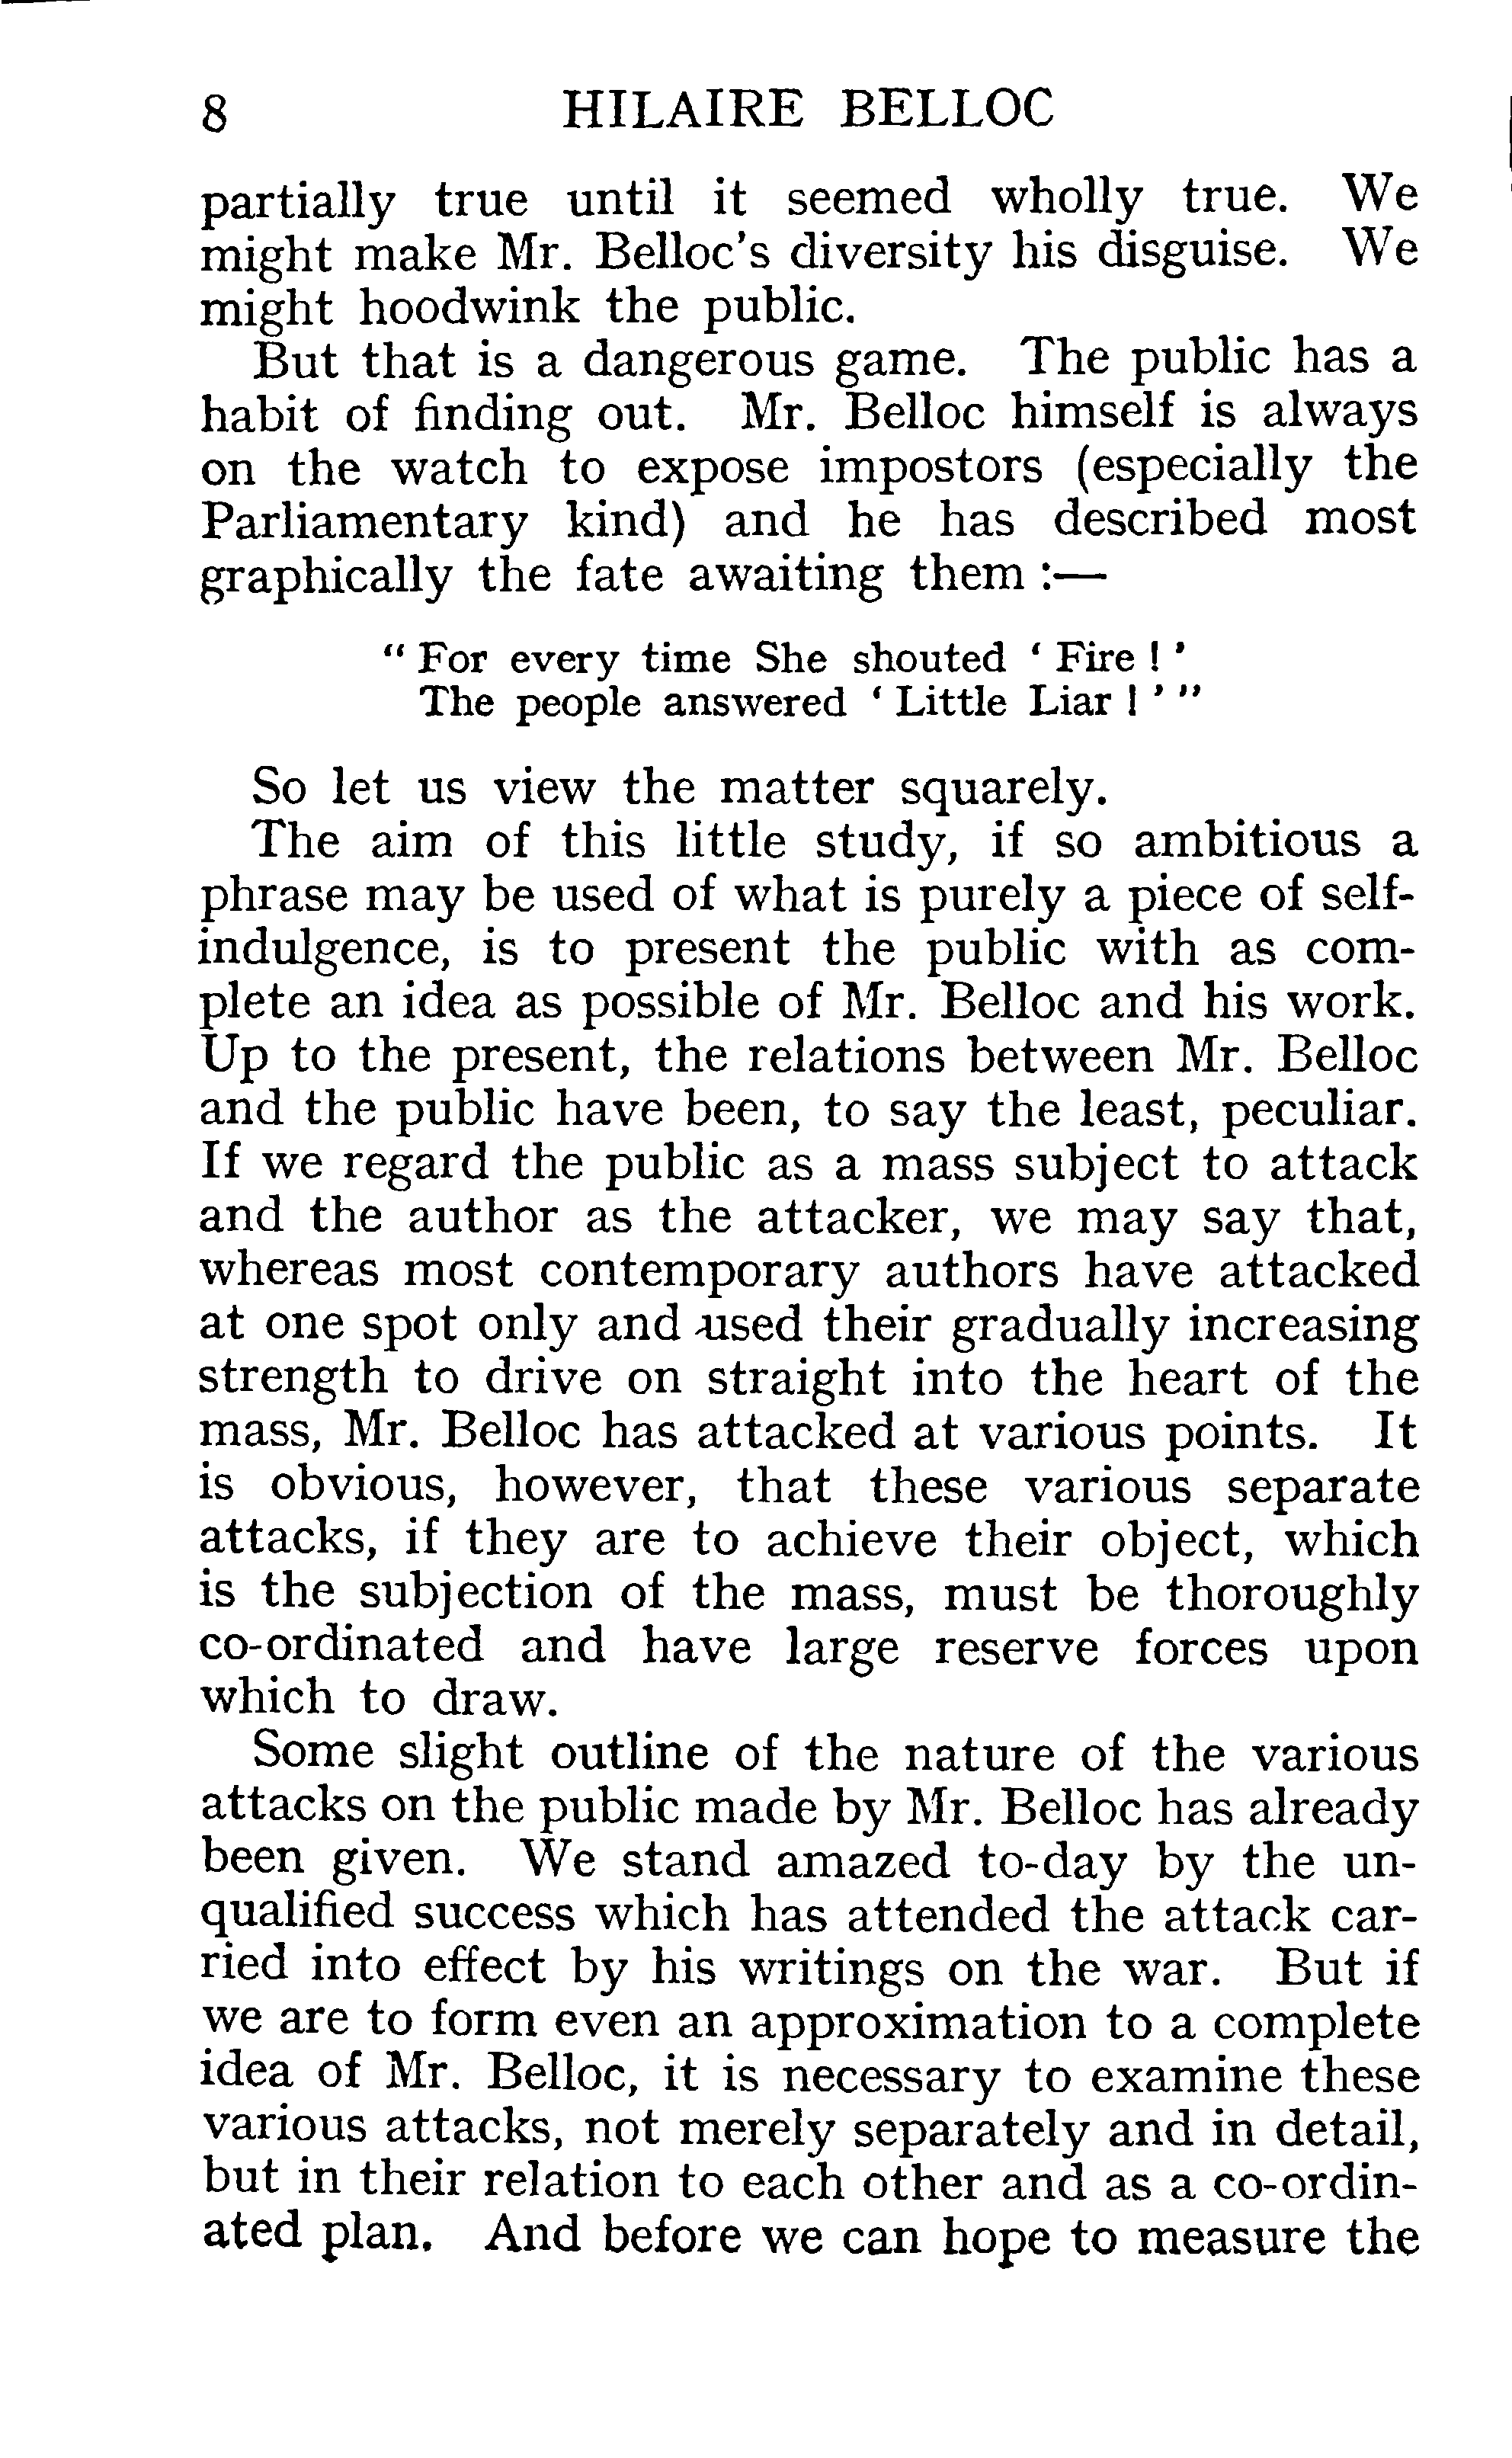 8 HILAIRE BELLOC
partially true until it seemed wholly true. We
might make Mr. Belloc's diversity his disguise. We
might hoodwink the public.
But that is a dangerous game. The public has a
habit of finding out. Mr. Belloc himself is always
on the watch to expose impostors (especially the
Parliamentary kind) and he has described most
graphically the fate awaiting them :—
“ For every time She shouted ‘ Fire ! ’
The people answered ‘ Little Liar ! ’ ”
So let us view the matter squarely.
The aim of this little study, if so ambitious a
phrase may be used of what is purely a piece of self-
indulgence, is to present the public with as com-
plete an idea as possible of Mr. Belloc and his work.
Up to the present, the relations between Mr. Belloc
and the public have been, to say the least, peculiar.
If we regard the public as a mass subject to attack
and the author as the attacker, we may say that,
whereas most contemporary authors have attacked
at one spot only and used their gradually increasing
strength to drive on straight into the heart of the
mass, Mr. Belloc has attacked at various points. It
is obvious, however, that these various separate
attacks, if they are to achieve their object, which
is the subjection of the mass, must be thoroughly
co-ordinated and have large reserve forces upon
which to draw.
Some slight outline of the nature of the various
attacks on the public made by Mr. Belloc has already
been given. We stand amazed to-day by the un-
qualified success which has attended the attack car-
ried into effect by his writings on the war. But if
we are to form even an approximation to a complete
idea of Mr. Belloc, it is necessary to examine these
various attacks, not merely separately and in detail,
but in their relation to each other and as a co-ordin-
ated plan. And before we can hope to measure the